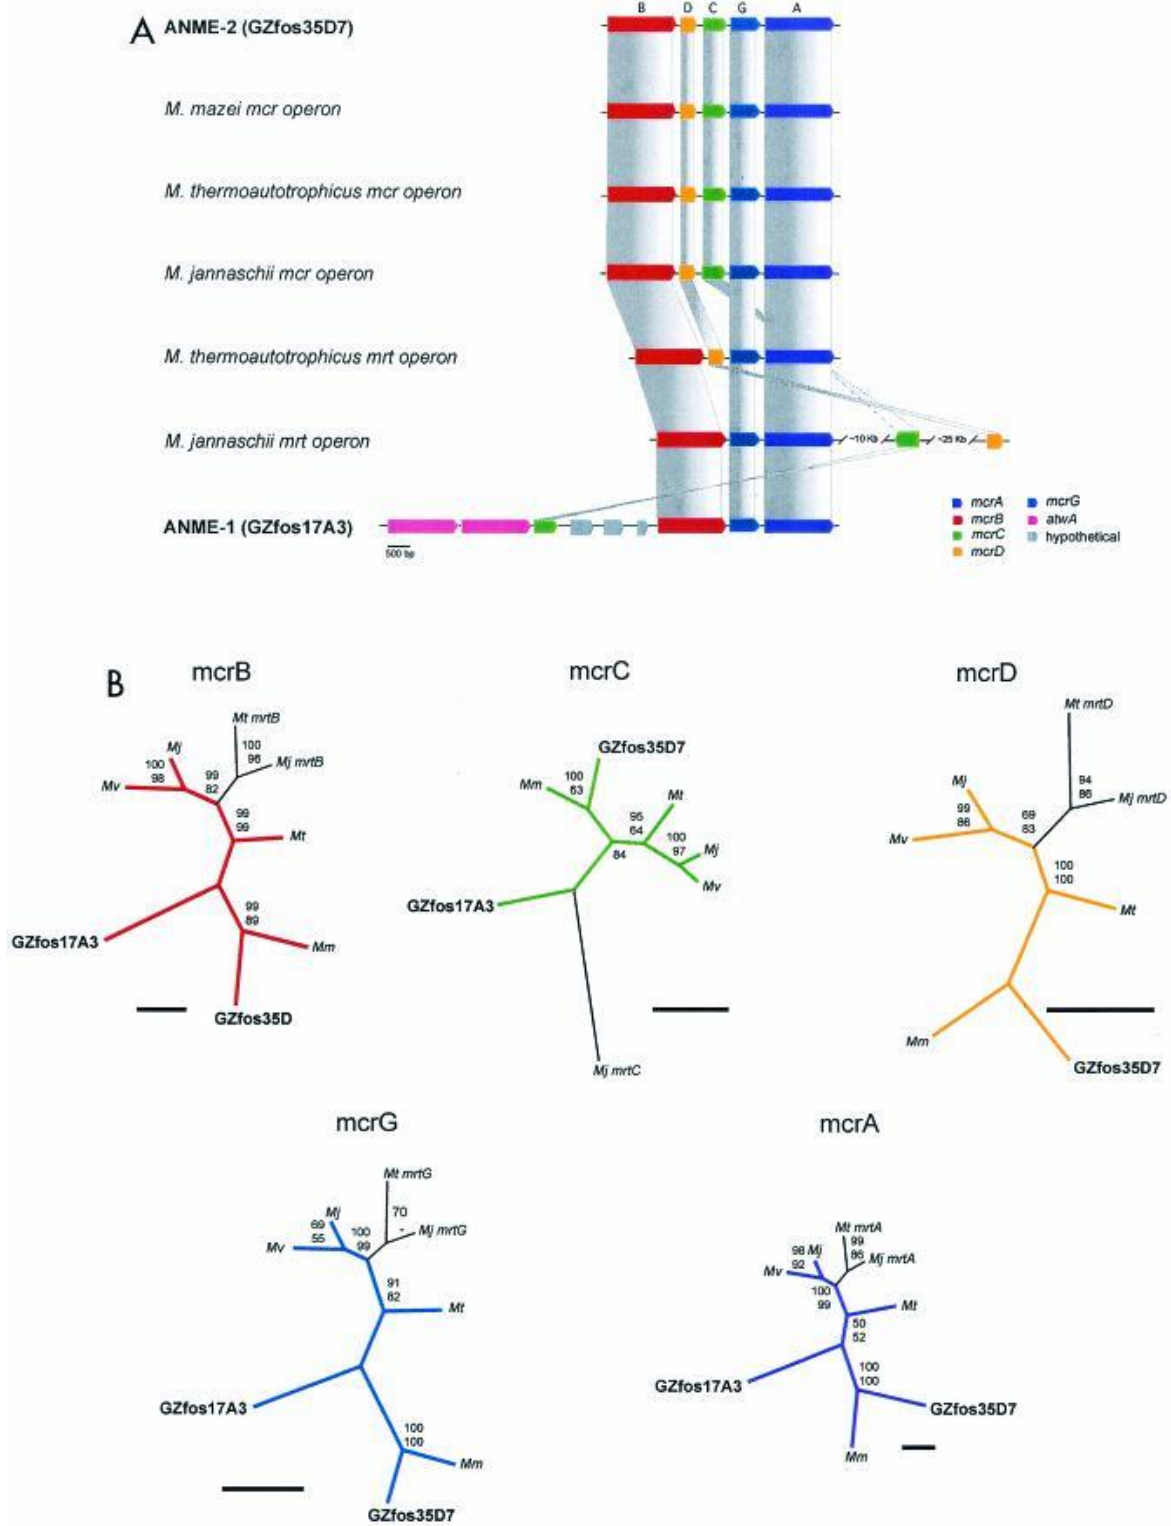 A
B D C G A
ANME-2 (GZfos35D7)
M. mazei mcr operon
M. thermoautotrophicus mcr operon
M. jannaschii mcr operon
M. thermoautotrophicus mrt operon
M. jannaschii mrt operon
~10 Kb ~25 Kb
ANME-1 (GZfos17A3)
500 bp
mcrA mcrG
mcrB atwA
mcrC hypothetical
mcrD
B
mcrB
Mt mrtB
Mj
100
96
Mj mrtB
100
98
Mv
99
82
99
99
Mt
GZfos17A3
99
89
Mm
GZfos35D
mcrC
GZfos35D7
Mm
100
63
Mt
95
64
100
97
Mj
84
Mv
GZfos17A3
Mj mrtC
mcrD
Mt mrtD
Mj
94
86
Mj mrtD
99
86
69
83
Mv
100
100
Mt
Mm
GZfos35D7
mcrG
Mt mrtG
Mj
70
-
Mj mrtG
69
55
100
99
Mv
91
82
Mt
GZfos17A3
100
100
Mm
GZfos35D7
mcrA
Mt mrtA
98 Mj
92
99
86
Mj mrtA
Mv
100
99
Mt
50
52
GZfos17A3
100
100
GZfos35D7
Mm